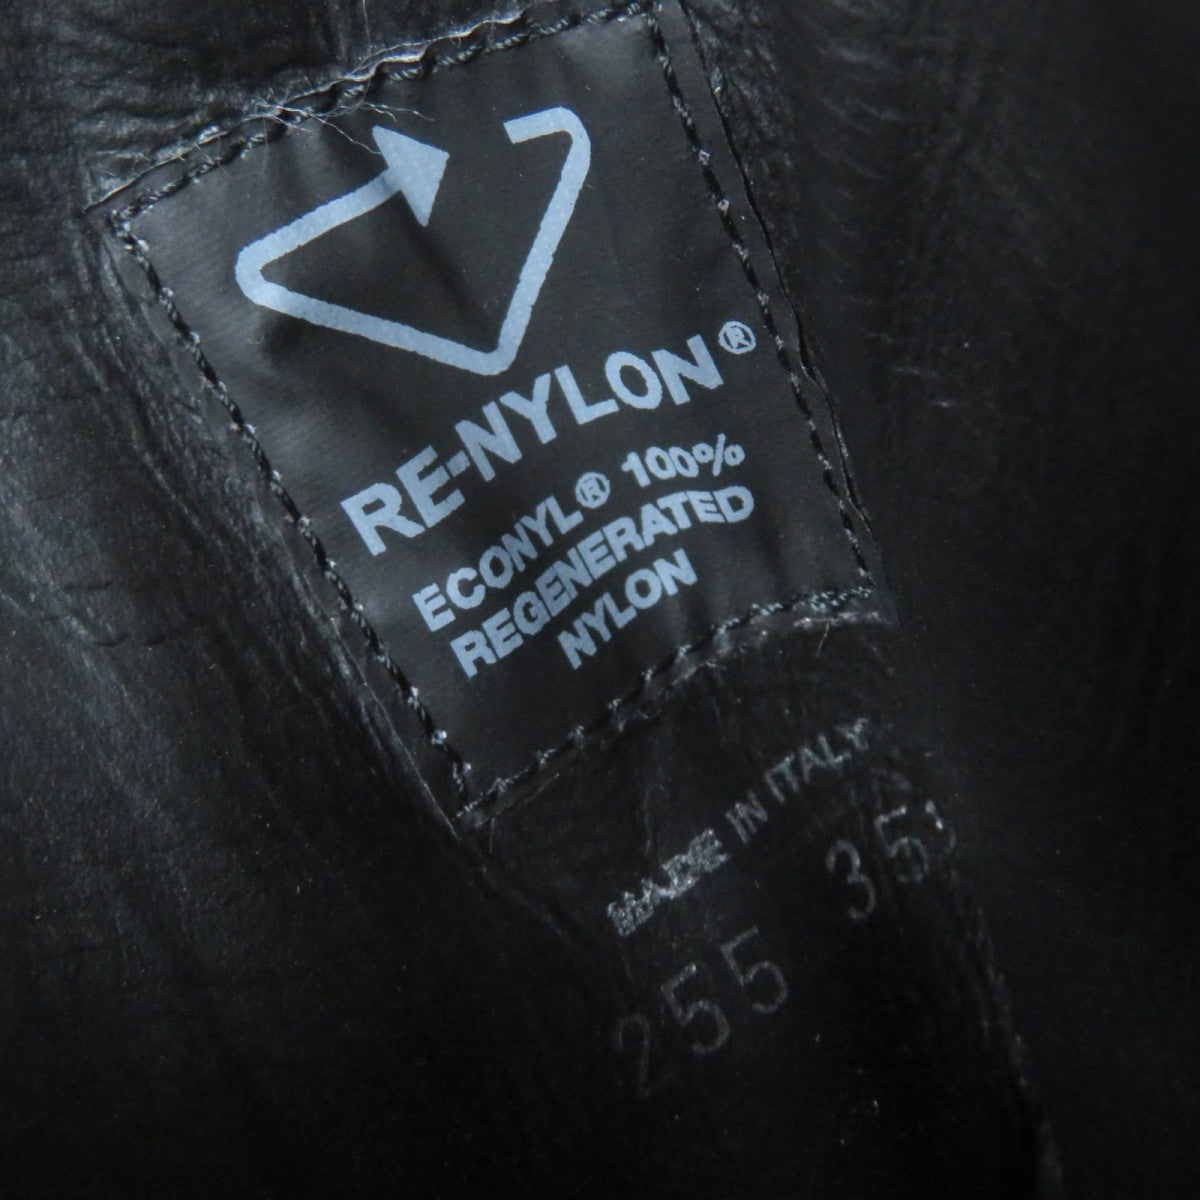 RE-NYLON®
ECONYL® 100%
REGENERATED
NYLON
MADE IN ITALY
255 35,